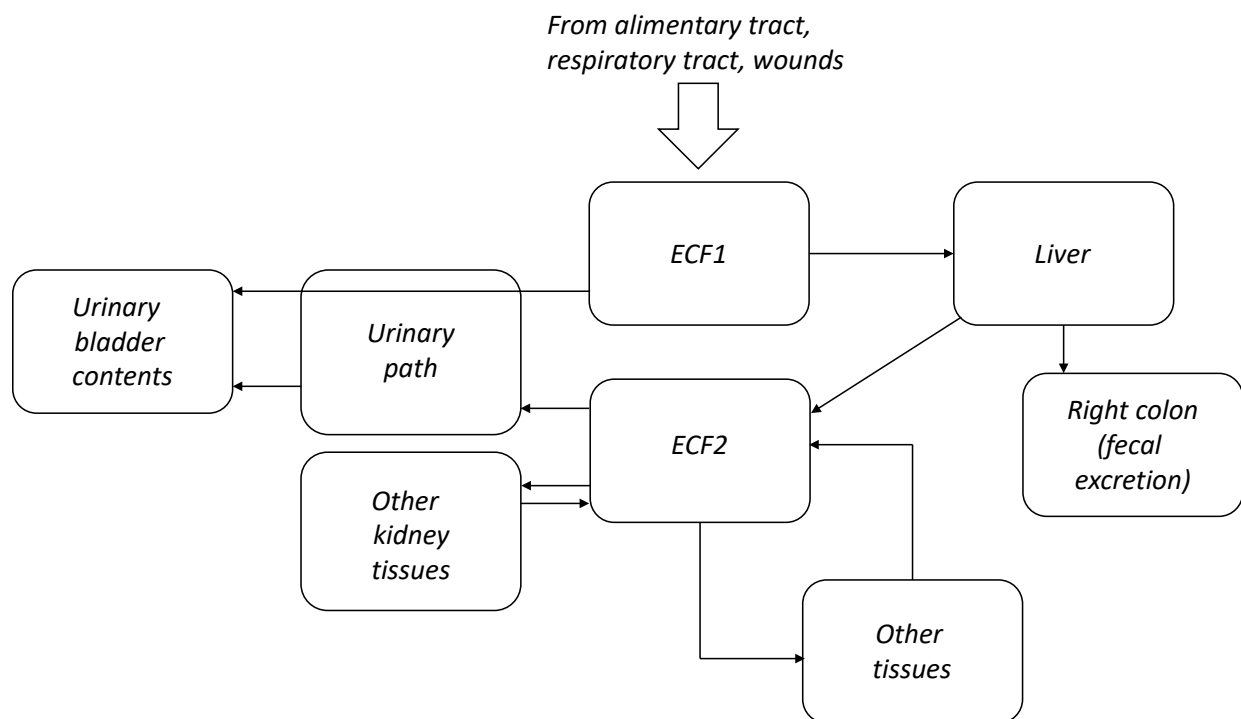 From alimentary tract,
respiratory tract, wounds
ECF1
Liver
Urinary
bladder
contents
Urinary
path
ECF2
Right colon
(fecal
excretion)
Other
kidney
tissues
Other
tissues